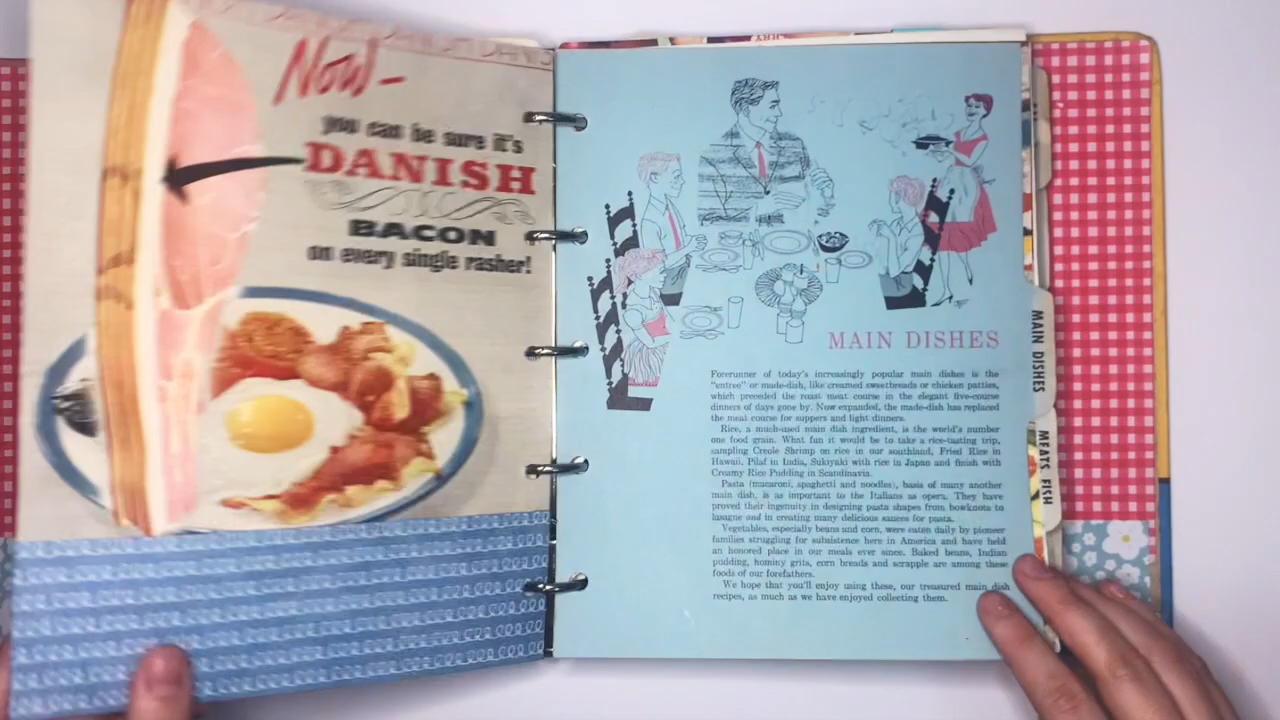 Now-
you can be sure it's
DANISH
BACON
on every single rasher!
MAIN DISHES
Forerunner of today's increasingly popular main dishes is the
"entree" or made-dish, like creamed sweetbreads or chicken patties,
which preceded the roast meat course in the elegant five-course
dinners of days gone by. Now expanded, the made-dish has replaced
the meat course for suppers and light dinners.
Rice, a much-used main dish ingredient, is the world's number
one food grain. What fun it would be to take a rice-tasting trip,
sampling Creole Shrimp on rice in our southland, Fried Rice in
Hawaii, Pilaf in India, Sukiyaki with rice in Japan and finish with
Creamy Rice Pudding in Scandinavia.
Pasta (macaroni, spaghetti and noodles), basis of many another
main dish, is as important to the Italians as opera. They have
proved their ingenuity in designing pasta shapes from bowknots to
lasagne and in creating many delicious sauces for pasta.
Vegetables, especially beans and corn, were eaten daily by pioneer
families struggling for subsistence here in America and have held
an honored place in our meals ever since. Baked beans, Indian
pudding, hominy grits, corn breads and scrapple are among these
foods of our forefathers.
We hope that you'll enjoy using these, our treasured main dish
recipes, as much as we have enjoyed collecting them.
MAIN DISHES
MEATS FISH